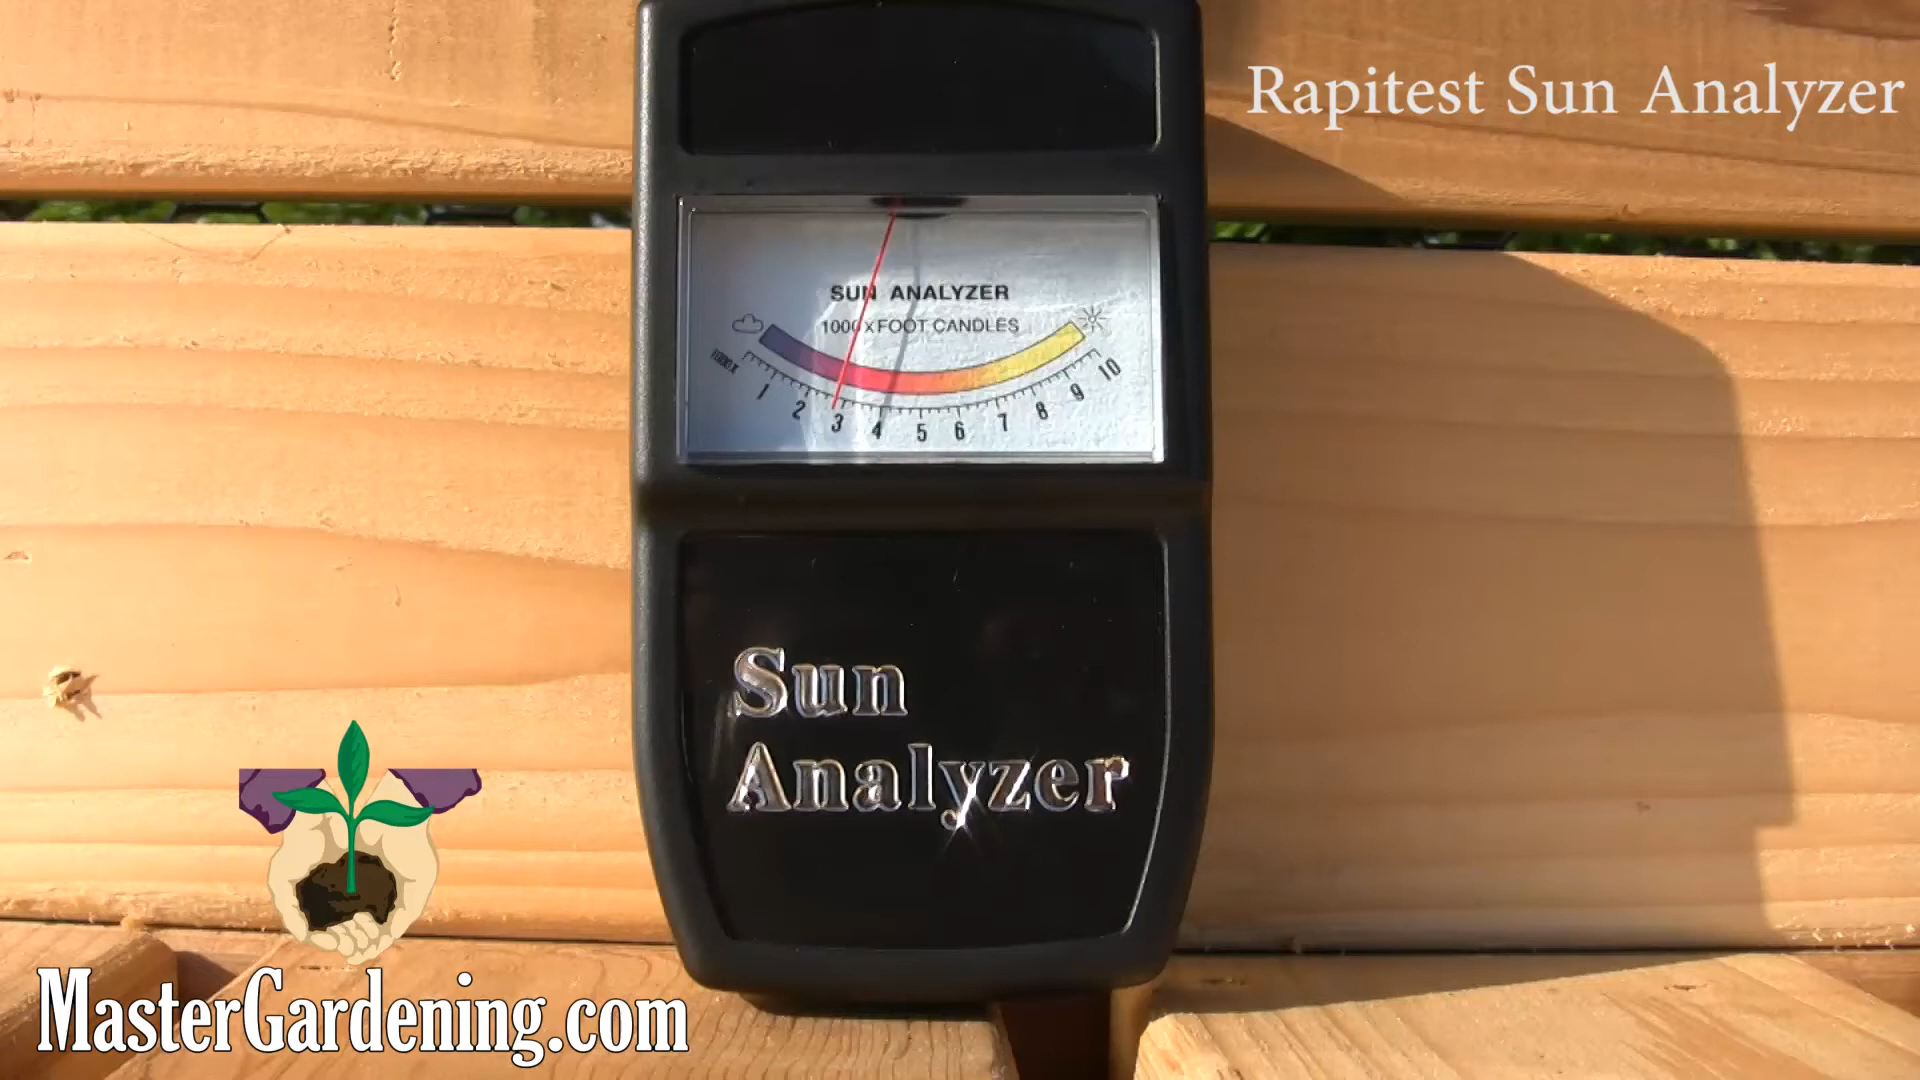 Rapitest Sun Analyzer
SUN ANALYZER
1000 x FOOT CANDLES
1000X
1 2 3 4 5 6 7 8 9 10
Sun
Analyzer
MasterGardening.com